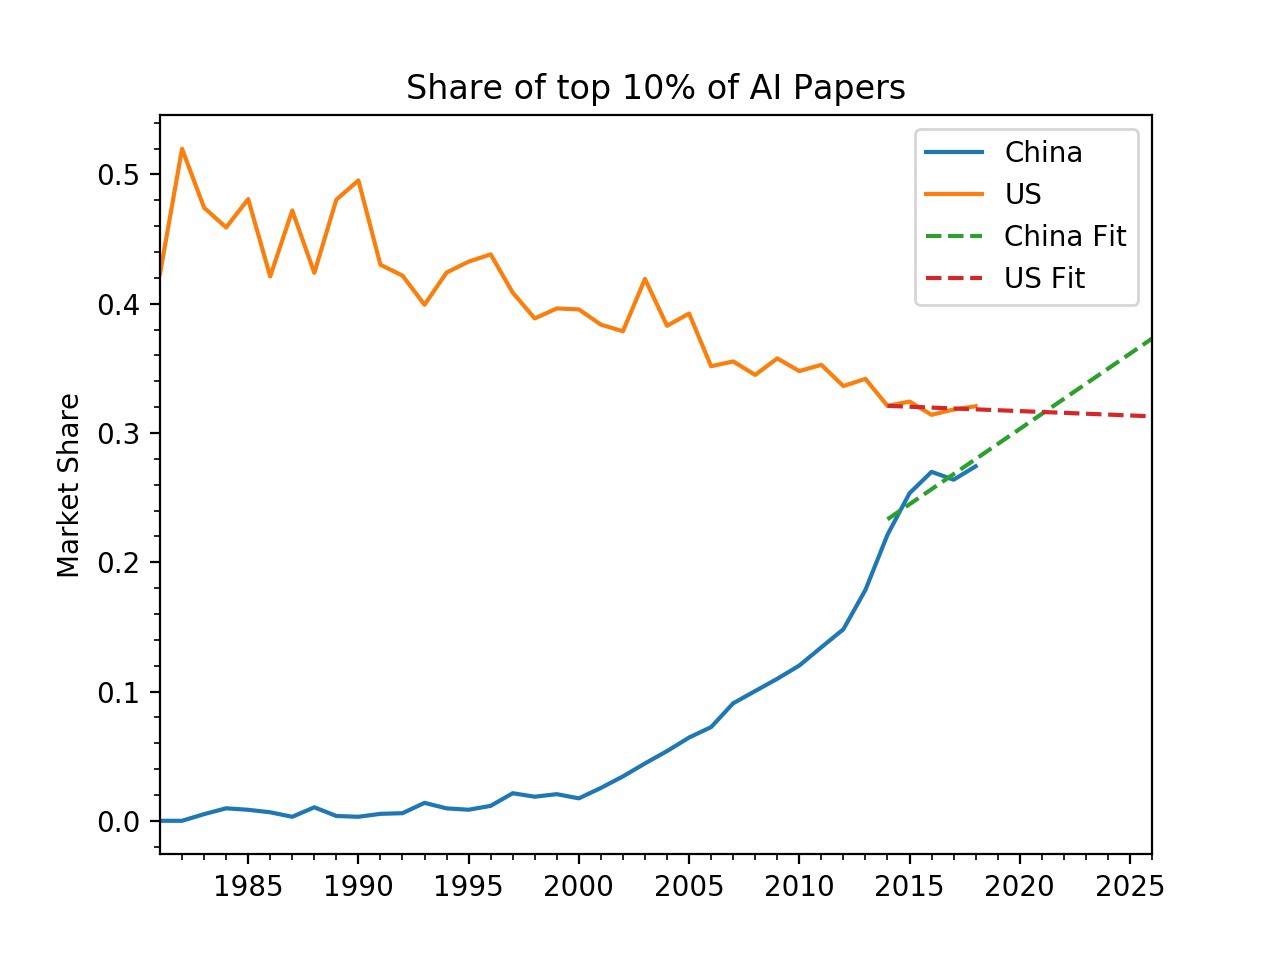 Share of top 10% of AI Papers
China
US
China Fit
US Fit
Market Share
0.5
0.4
0.3
0.2
0.1
0.0
1985 1990 1995 2000 2005 2010 2015 2020 2025